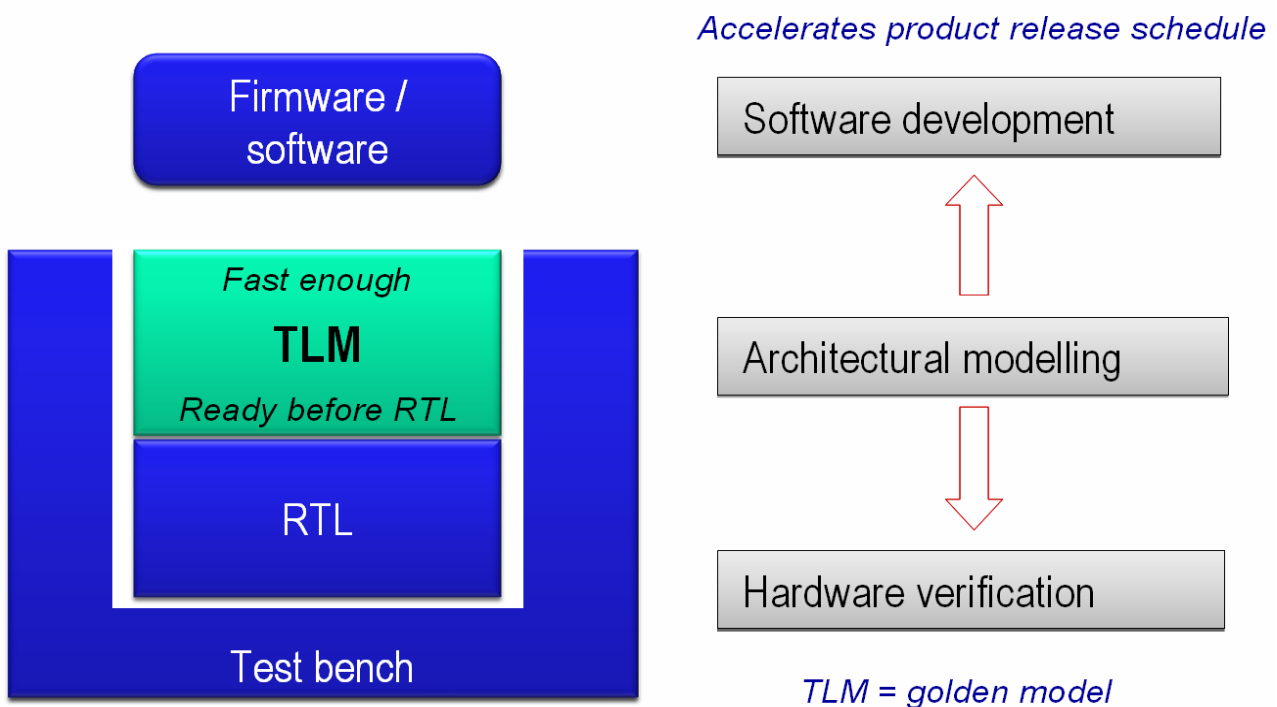 Firmware /
software
Fast enough
TLM
Ready before RTL
RTL
Test bench
Accelerates product release schedule
Software development
Architectural modelling
Hardware verification
TLM = golden model